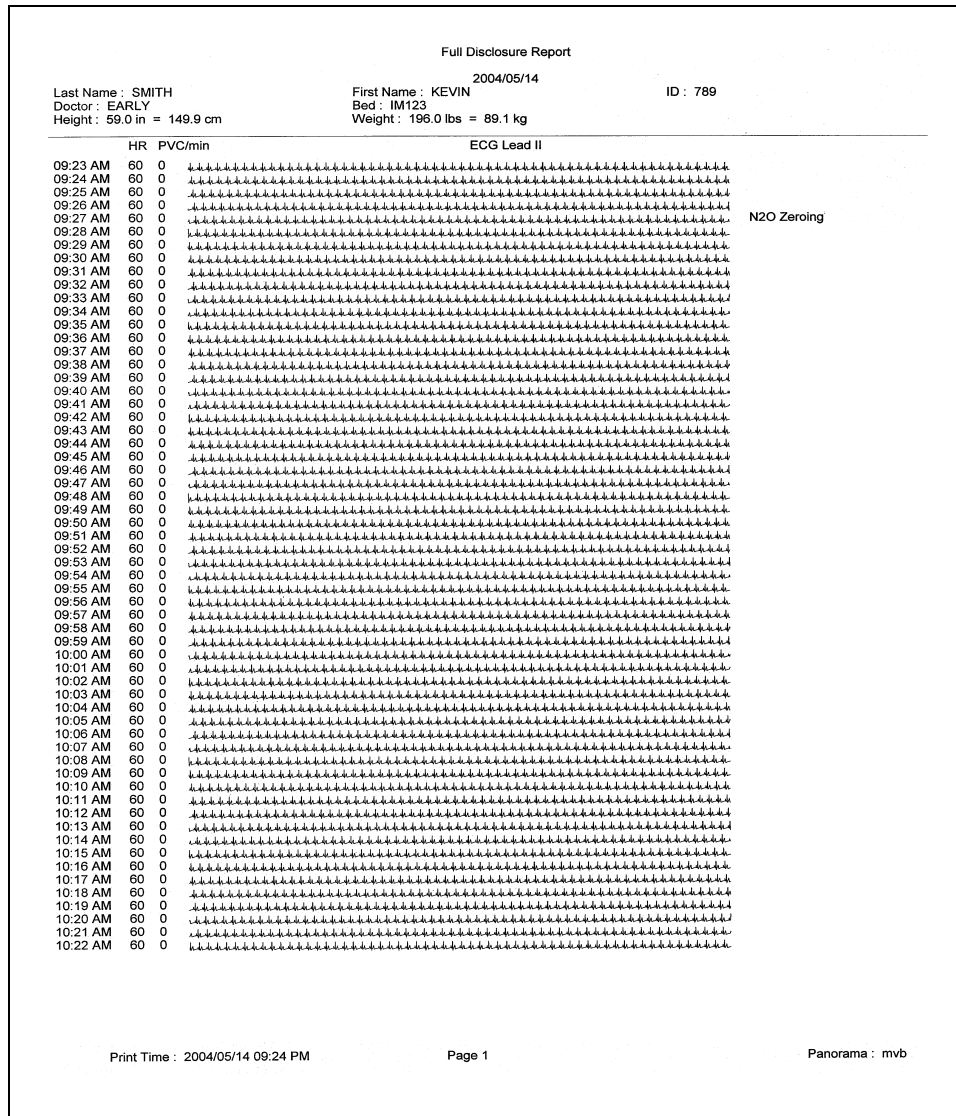 Full Disclosure Report
2004/05/14
Last Name : SMITH First Name : KEVIN ID : 789
Doctor : EARLY Bed : IM123
Height : 59.0 in = 149.9 cm Weight : 196.0 lbs = 89.1 kg
HR PVC/min ECG Lead II
09:23 AM 60 0
09:24 AM 60 0
09:25 AM 60 0
09:26 AM 60 0
09:27 AM 60 0 N2O Zeroing
09:28 AM 60 0
09:29 AM 60 0
09:30 AM 60 0
09:31 AM 60 0
09:32 AM 60 0
09:33 AM 60 0
09:34 AM 60 0
09:35 AM 60 0
09:36 AM 60 0
09:37 AM 60 0
09:38 AM 60 0
09:39 AM 60 0
09:40 AM 60 0
09:41 AM 60 0
09:42 AM 60 0
09:43 AM 60 0
09:44 AM 60 0
09:45 AM 60 0
09:46 AM 60 0
09:47 AM 60 0
09:48 AM 60 0
09:49 AM 60 0
09:50 AM 60 0
09:51 AM 60 0
09:52 AM 60 0
09:53 AM 60 0
09:54 AM 60 0
09:55 AM 60 0
09:56 AM 60 0
09:57 AM 60 0
09:58 AM 60 0
09:59 AM 60 0
10:00 AM 60 0
10:01 AM 60 0
10:02 AM 60 0
10:03 AM 60 0
10:04 AM 60 0
10:05 AM 60 0
10:06 AM 60 0
10:07 AM 60 0
10:08 AM 60 0
10:09 AM 60 0
10:10 AM 60 0
10:11 AM 60 0
10:12 AM 60 0
10:13 AM 60 0
10:14 AM 60 0
10:15 AM 60 0
10:16 AM 60 0
10:17 AM 60 0
10:18 AM 60 0
10:19 AM 60 0
10:20 AM 60 0
10:21 AM 60 0
10:22 AM 60 0
Print Time : 2004/05/14 09:24 PM Page 1 Panorama : mvb